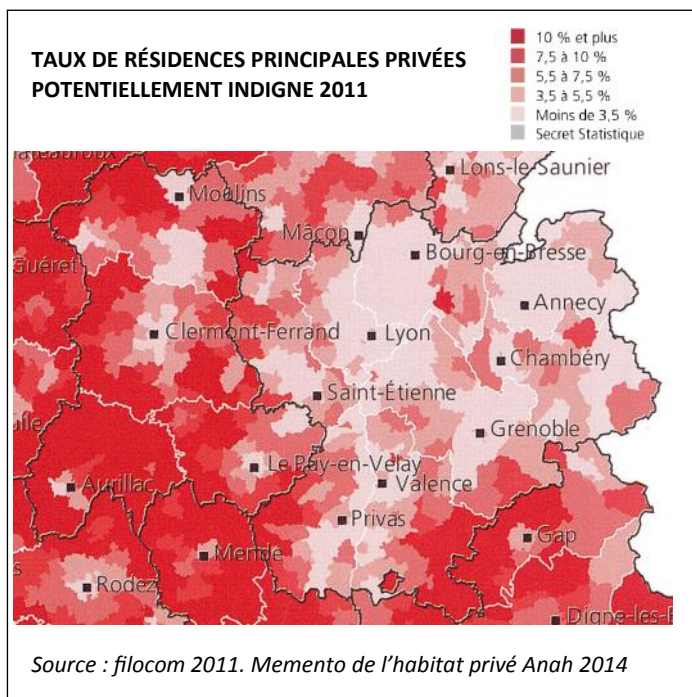 TAUX DE RÉSIDENCES PRINCIPALES PRIVÉES
POTENTIELLEMENT INDIGNE 2011
10 % et plus
7,5 à 10 %
5,5 à 7,5 %
3,5 à 5,5 %
Moins de 3,5 %
Secret Statistique
Lons-le-Saunier
Moulins
Mâcon
Bourg-en-Bresse
Guéret
Annecy
Clermont-Ferrand
Lyon
Chambéry
Saint-Étienne
Grenoble
Le Puy-en-Velay
Aurillac
Valence
Privas
Gap
Mende
Rodez
Digne-les-B
Source : filocom 2011. Memento de l’habitat privé Anah 2014